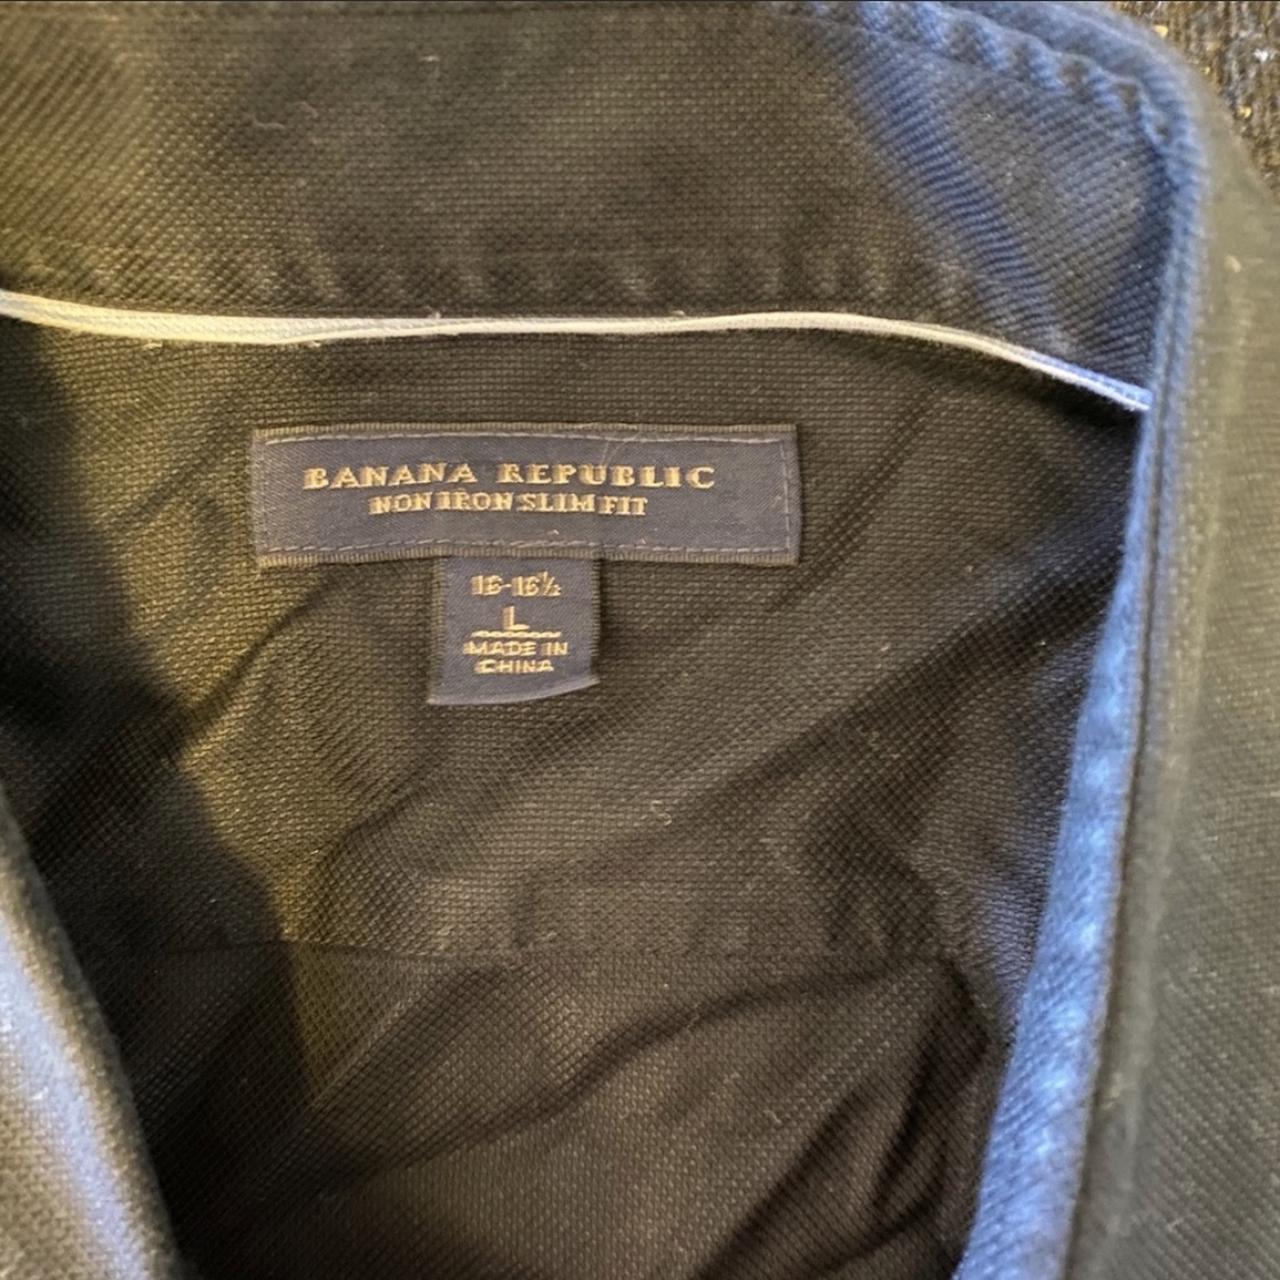 BANANA REPUBLIC
NON IRON SLIM FIT
16-16½
L
MADE IN
CHINA